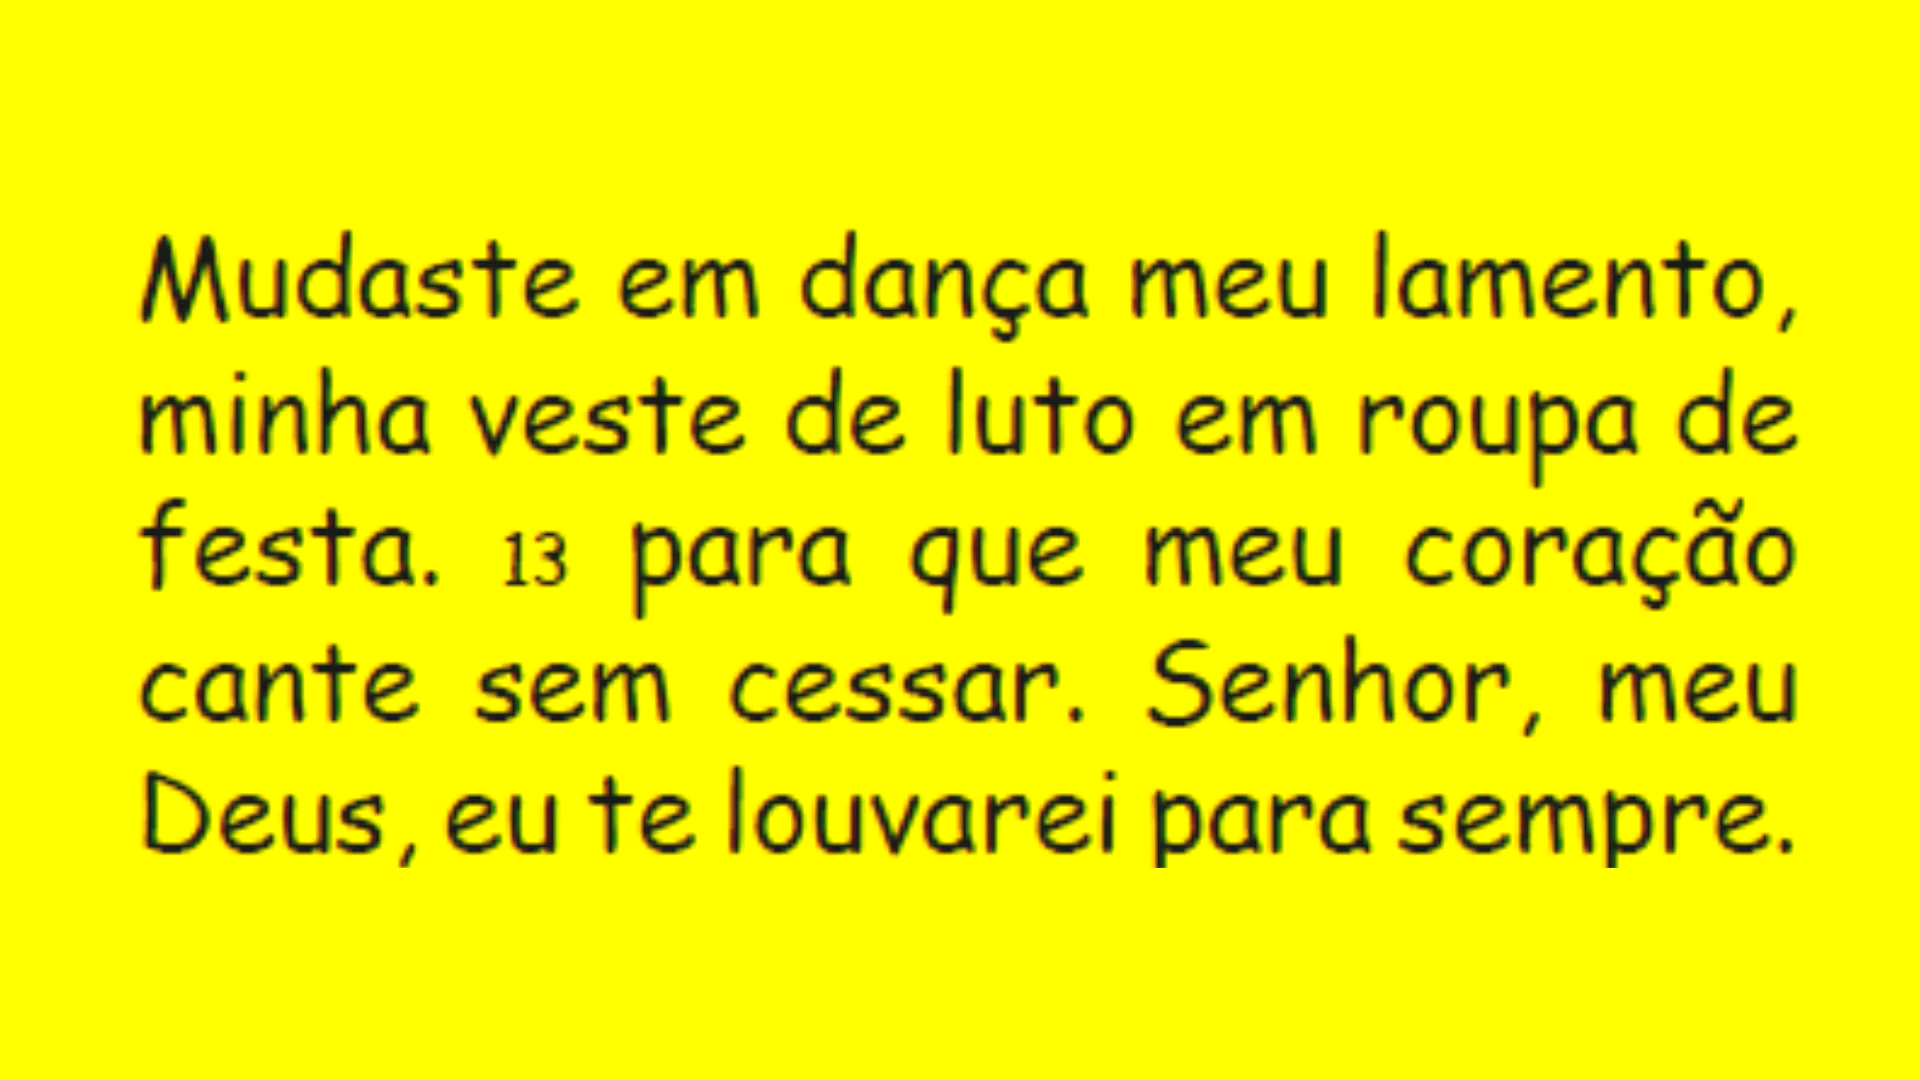 Mudaste em dança meu lamento,
minha veste de luto em roupa de
festa. 13 para que meu coração
cante sem cessar. Senhor, meu
Deus, eu te louvarei para sempre.